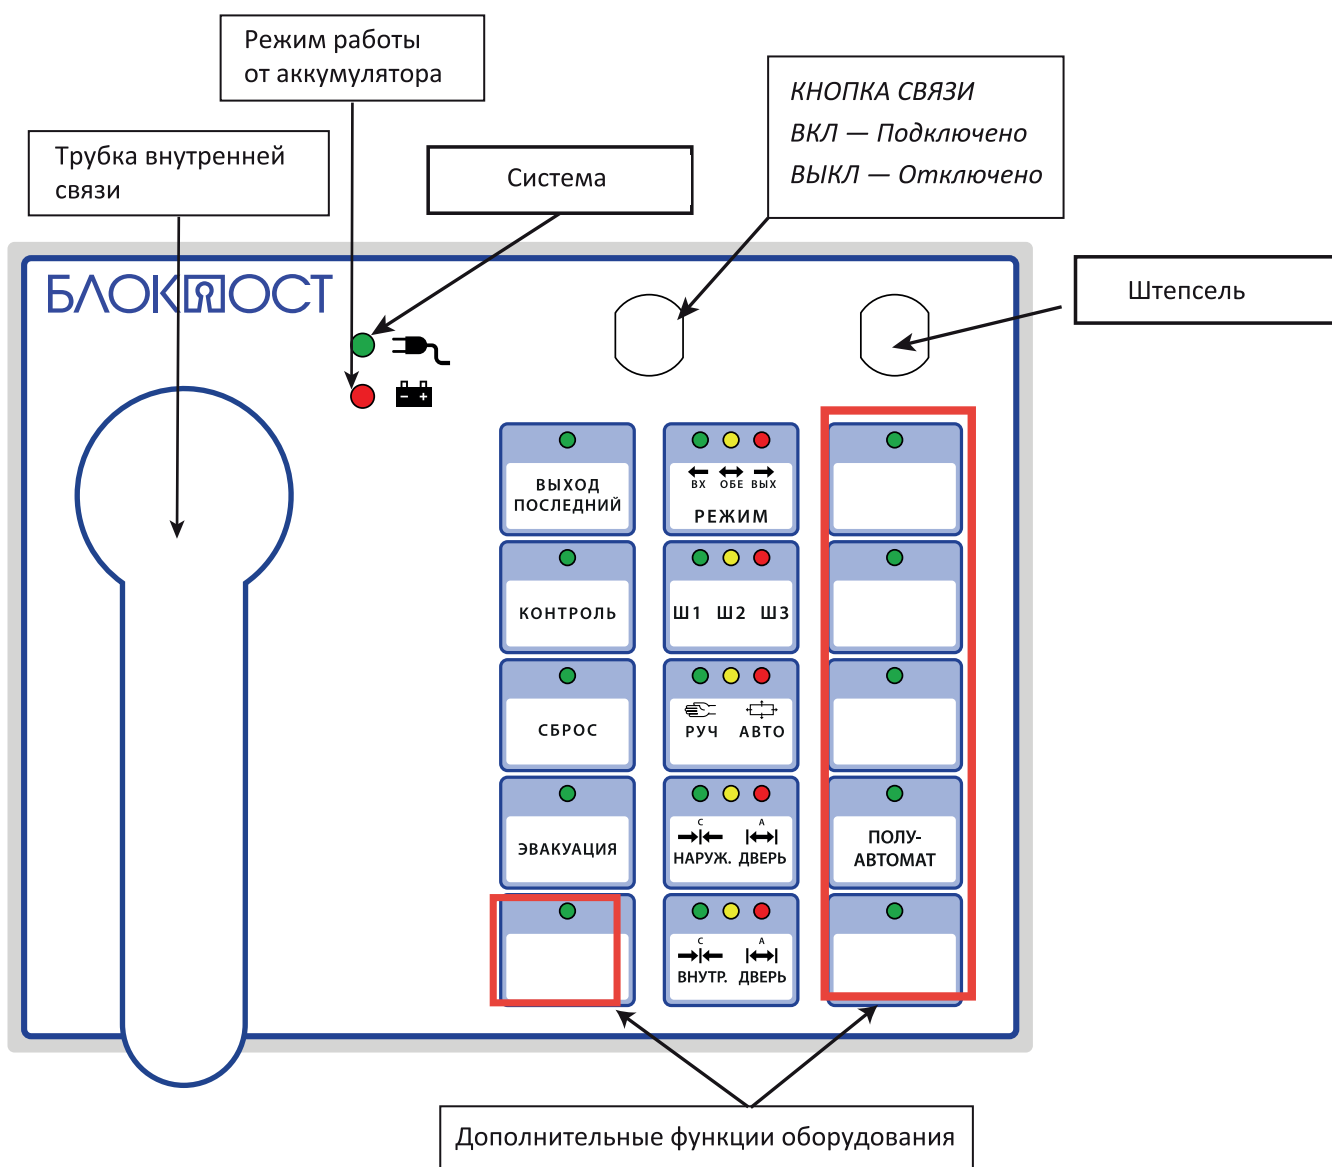 Режим работы
от аккумулятора
КНОПКА СВЯЗИ
ВКЛ — Подключено
ВЫКЛ — Отключено
Трубка внутренней
связи
Система
Штепсель
БЛОКПОСТ
ВЫХОД
ПОСЛЕДНИЙ
ВХ ОБЕ ВЫХ
РЕЖИМ
КОНТРОЛЬ
Ш1 Ш2 Ш3
СБРОС
РУЧ АВТО
ЭВАКУАЦИЯ
С А
НАРУЖ. ДВЕРЬ
ПОЛУ-
АВТОМАТ
С А
ВНУТР. ДВЕРЬ
Дополнительные функции оборудования